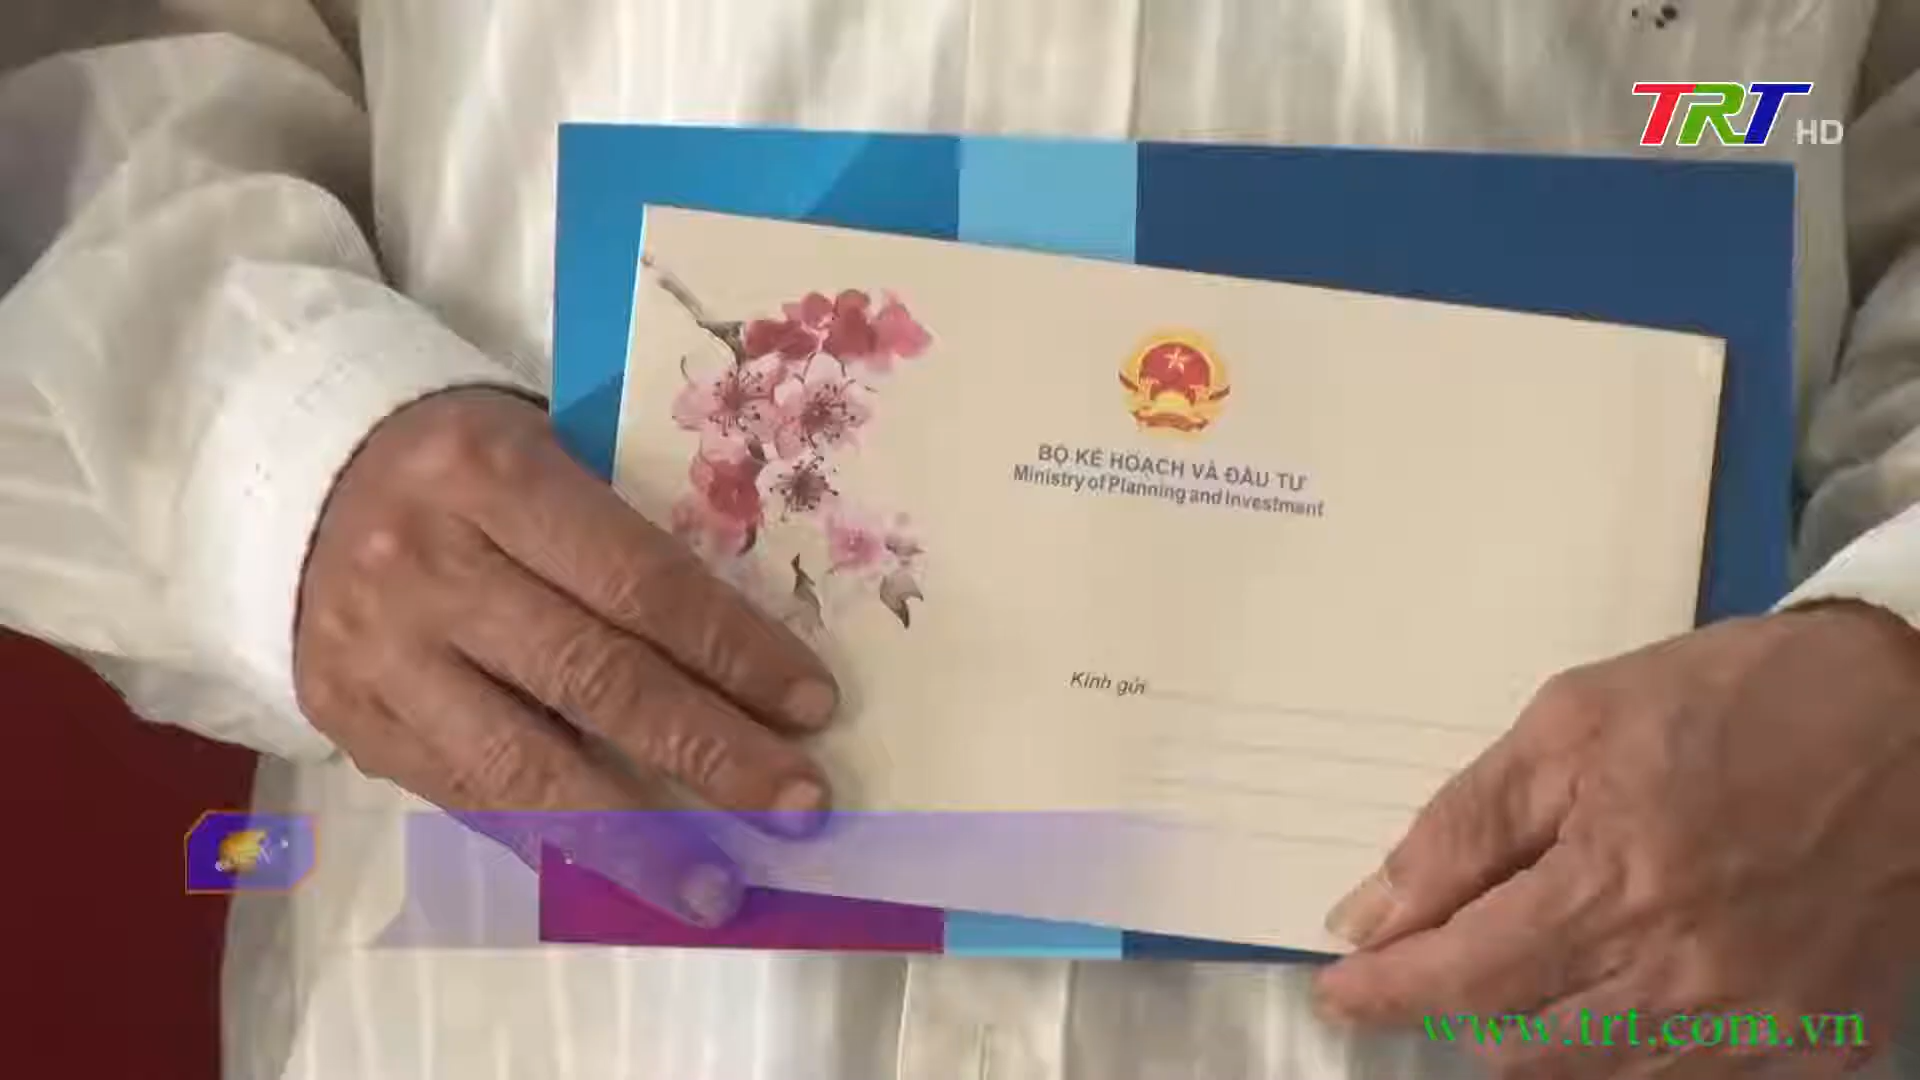 TRT HD
BỘ KẾ HOẠCH VÀ ĐẦU TƯ
Ministry of Planning and Investment
Kính gửi
www.trt.com.vn